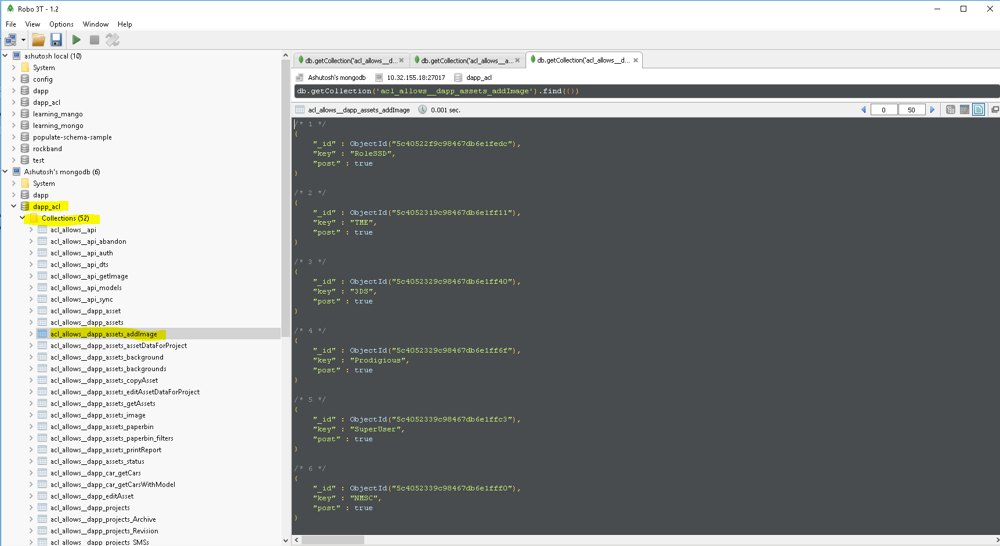 Robo 3T - 1.2
File View Options Window Help
ashutosh local (10)
System
config
dapp
dapp_acl
learning_mango
learning_mongo
populate-schema-sample
rockband
test
Ashutosh's mongodb (6)
System
dapp
dapp_acl
Collections (52)
acl_allows__api
acl_allows__api_abandon
acl_allows__api_auth
acl_allows__api_dts
acl_allows__api_getImage
acl_allows__api_models
acl_allows__api_sync
acl_allows__dapp_asset
acl_allows__dapp_assets
acl_allows__dapp_assets_addImage
acl_allows__dapp_assets_assetDataForProject
acl_allows__dapp_assets_background
acl_allows__dapp_assets_backgrounds
acl_allows__dapp_assets_copyAsset
acl_allows__dapp_assets_editAssetDataForProject
acl_allows__dapp_assets_getAssets
acl_allows__dapp_assets_image
acl_allows__dapp_assets_paperbin
acl_allows__dapp_assets_paperbin_filters
acl_allows__dapp_assets_printReport
acl_allows__dapp_assets_status
acl_allows__dapp_car_getCars
acl_allows__dapp_car_getCarsWithModel
acl_allows__dapp_editAsset
acl_allows__dapp_projects
acl_allows__dapp_projects_Archive
acl_allows__dapp_projects_Revision
acl_allows__dapp_projects_SMSs
db.getCollection('acl_allows__d... db.getCollection('acl_allows__a... db.getCollection('acl_allows__d...
Ashutosh's mongodb 10.32.155.18:27017 dapp_acl
db.getCollection('acl_allows__dapp_assets_addImage').find({})
acl_allows__dapp_assets_addImage 0.001 sec. 0 50
/* 1 */
{
"_id" : ObjectId("5c40522f9c98467db6e1fedc"),
"key" : "RoleSSD",
"post" : true
}
/* 2 */
{
"_id" : ObjectId("5c4052319c98467db6e1ff11"),
"key" : "TME",
"post" : true
}
/* 3 */
{
"_id" : ObjectId("5c4052329c98467db6e1ff40"),
"key" : "3DS",
"post" : true
}
/* 4 */
{
"_id" : ObjectId("5c4052329c98467db6e1ff6f"),
"key" : "Prodigious",
"post" : true
}
/* 5 */
{
"_id" : ObjectId("5c4052339c98467db6e1ffc3"),
"key" : "SuperUser",
"post" : true
}
/* 6 */
{
"_id" : ObjectId("5c4052339c98467db6e1fff0"),
"key" : "NMSC",
"post" : true
}